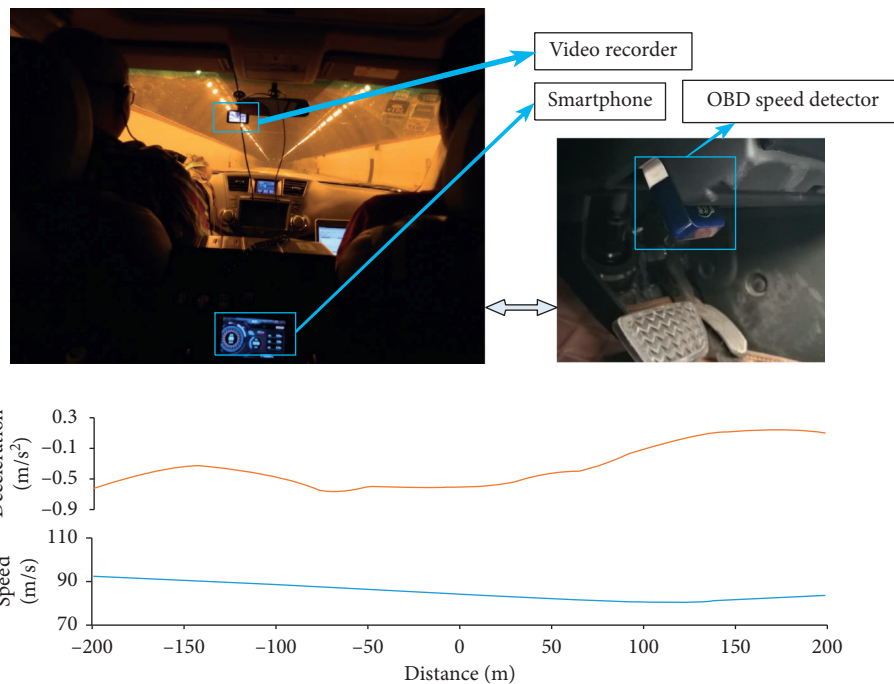 Video recorder
Smartphone
OBD speed detector
Deceleration
(m/s²)
0.3
–0.1
–0.5
–0.9
Speed
(m/s)
110
90
70
–200
–150
–100
–50
0
50
100
150
200
Distance (m)